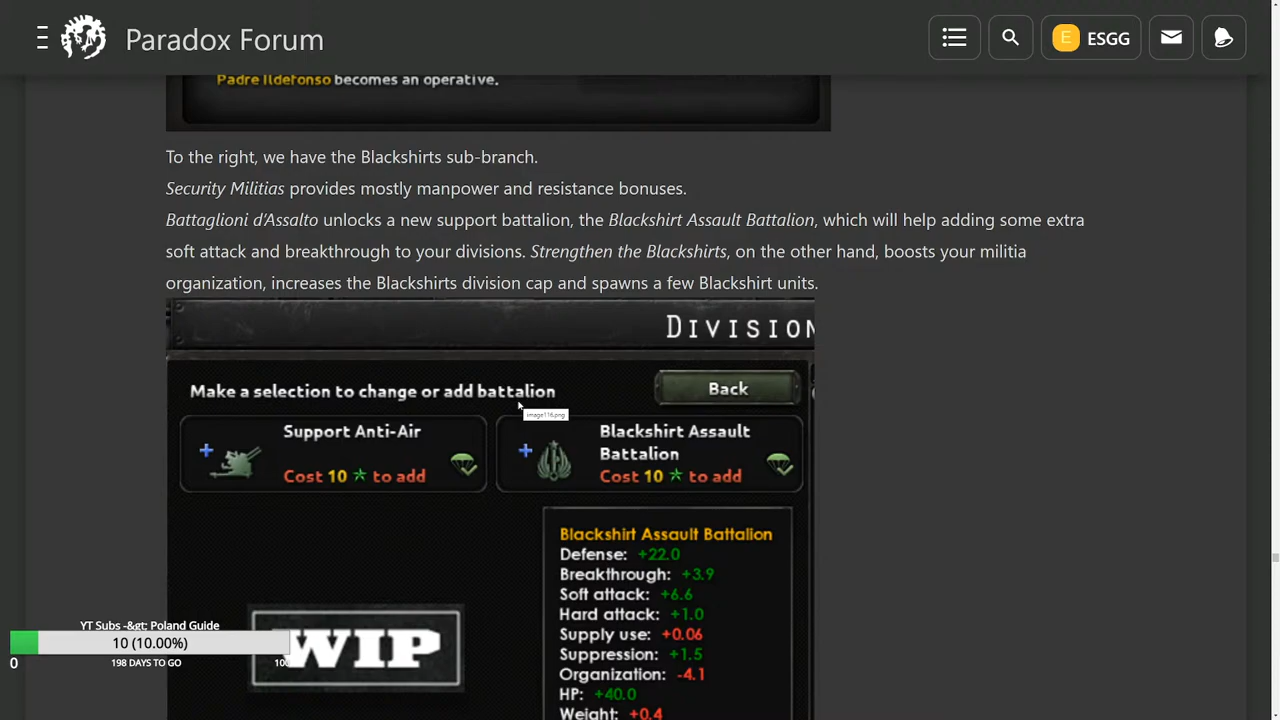 Paradox Forum
E ESGG
Padre Ildefonso becomes an operative.
To the right, we have the Blackshirts sub-branch.
Security Militias provides mostly manpower and resistance bonuses.
Battaglioni d'Assalto unlocks a new support battalion, the Blackshirt Assault Battalion, which will help adding some extra
soft attack and breakthrough to your divisions. Strengthen the Blackshirts, on the other hand, boosts your militia
organization, increases the Blackshirts division cap and spawns a few Blackshirt units.
DIVISION
Make a selection to change or add battalion
Back
image116.png
Support Anti-Air
Cost 10 to add
Blackshirt Assault
Battalion
Cost 10 to add
Blackshirt Assault Battalion
Defense: +22.0
Breakthrough: +3.9
Soft attack: +6.6
Hard attack: +1.0
Supply use: +0.06
Suppression: +1.5
Organization: -4.1
HP: +40.0
Weight: +0.4
WIP
YT Subs -&gt; Poland Guide
10 (10.00%)
0
198 DAYS TO GO